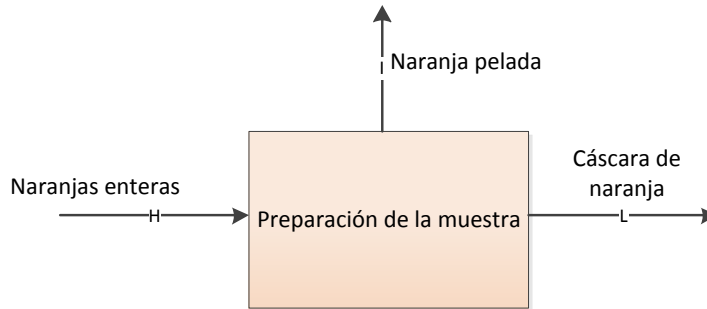 I
Naranja pelada
Naranjas enteras
H
Preparación de la muestra
Cáscara de
naranja
L